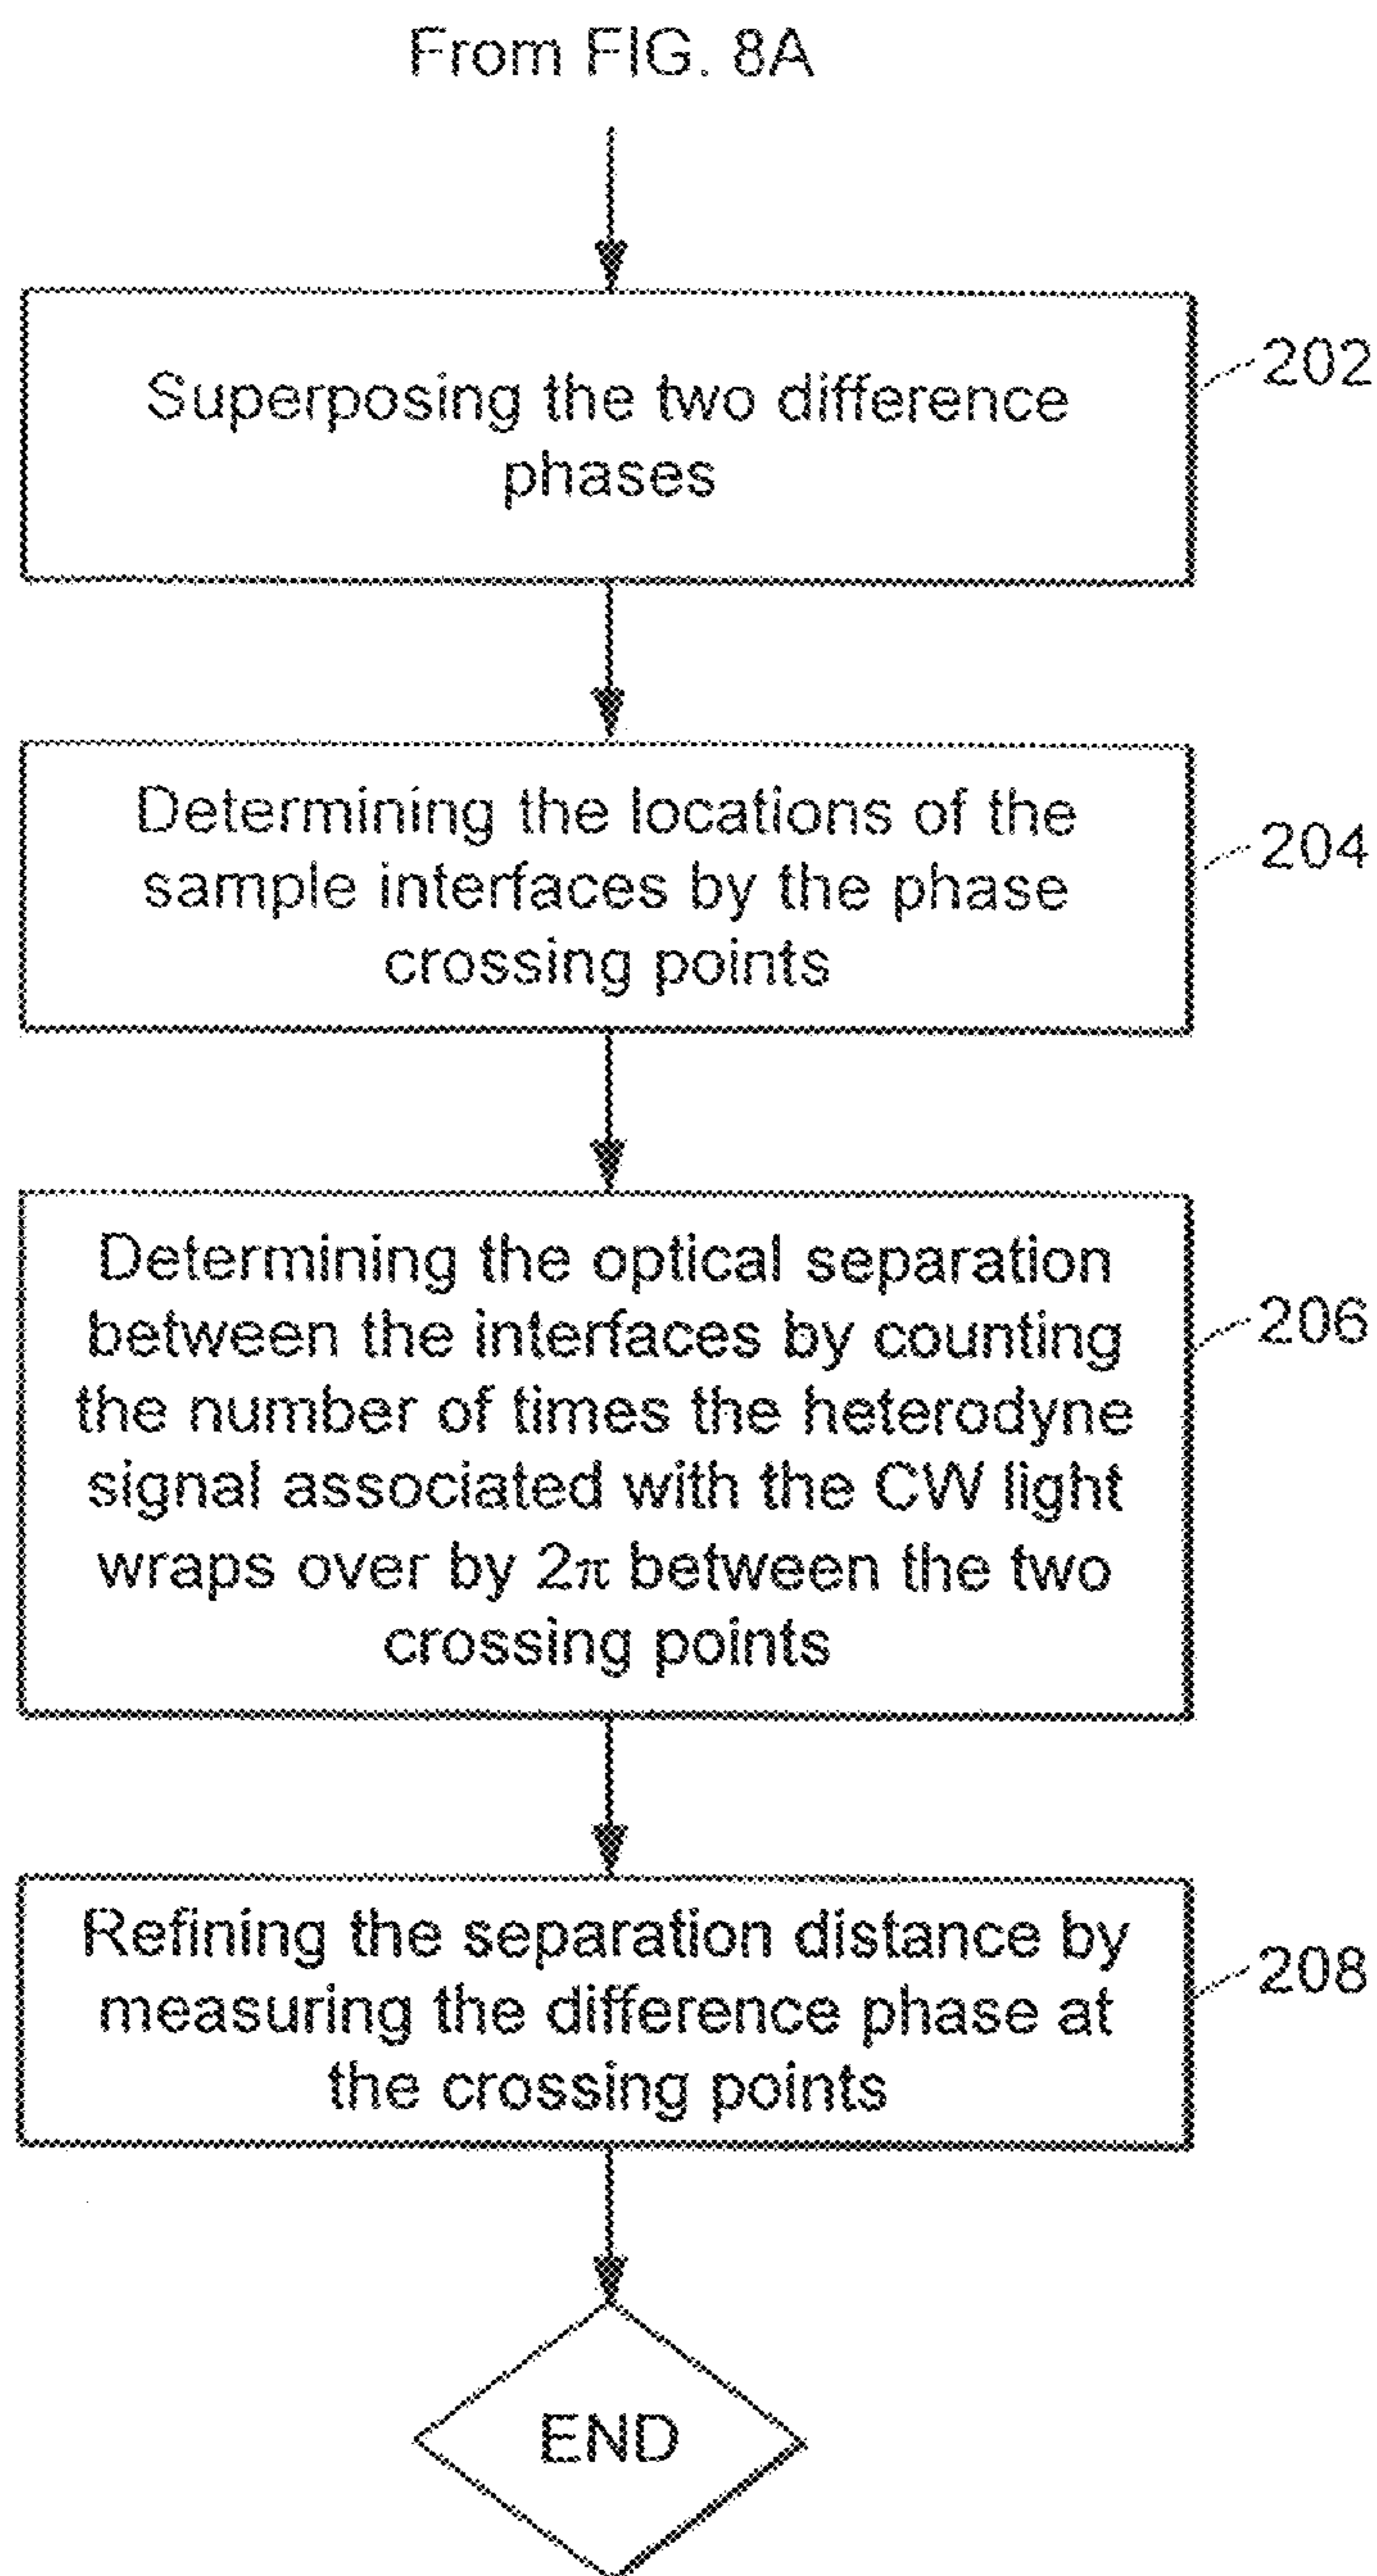 From FIG. 8A
Superposing the two difference
phases
202
Determining the locations of the
sample interfaces by the phase
crossing points
204
Determining the optical separation
between the interfaces by counting
the number of times the heterodyne
signal associated with the CW light
wraps over by 2π between the two
crossing points
206
Refining the separation distance by
measuring the difference phase at
the crossing points
208
END